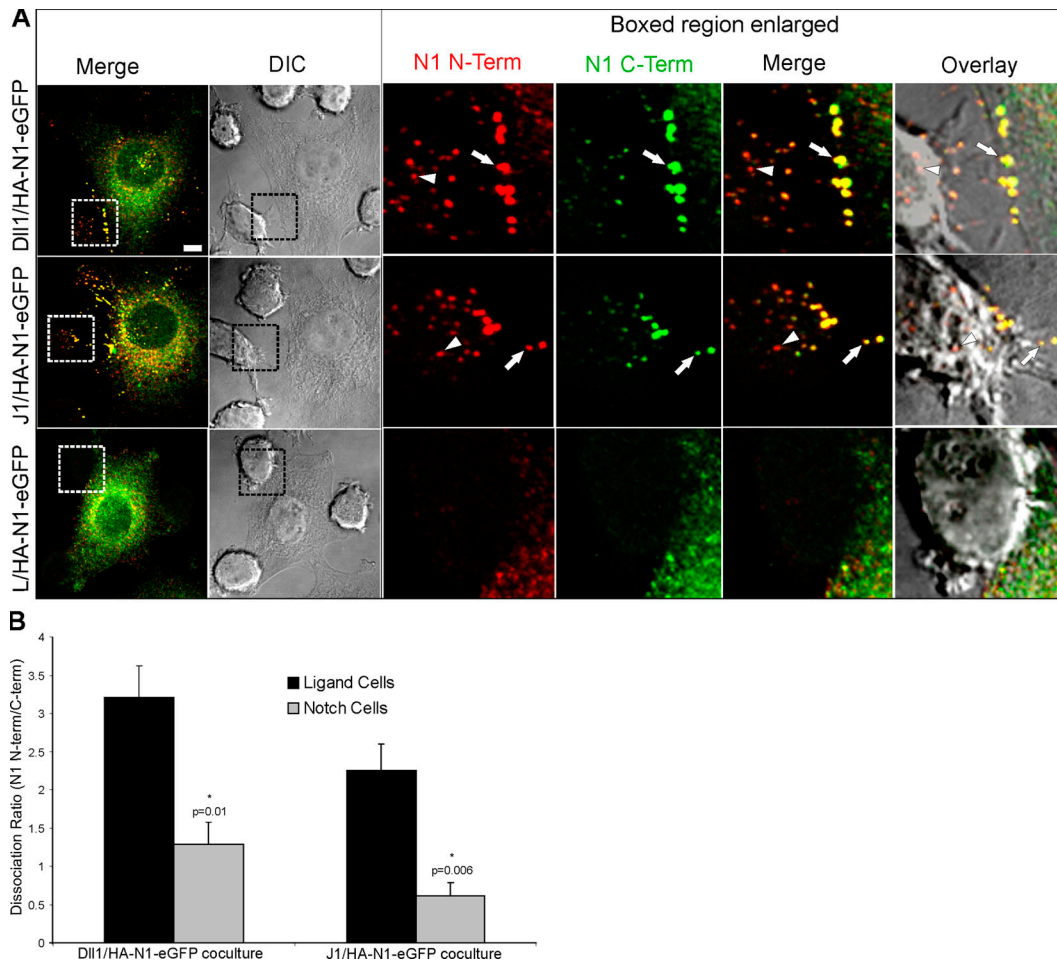 A
Boxed region enlarged
Merge
DIC
N1 N-Term
N1 C-Term
Merge
Overlay
Dll1/HA-N1-eGFP
J1/HA-N1-eGFP
L/HA-N1-eGFP
B
Dissociation Ratio (N1 N-term/C-term)
4
3.5
3
2.5
2
1.5
1
0.5
0
Ligand Cells
Notch Cells
*
p=0.01
*
p=0.006
Dll1/HA-N1-eGFP coculture
J1/HA-N1-eGFP coculture